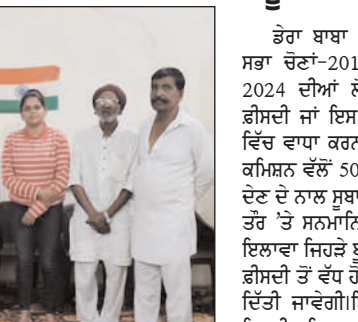 ਡੇਰਾ ਬਾਬਾ
ਸਭਾ ਚੋਣਾਂ-201
2024 ਦੀਆਂ ਲੋ
ਫ਼ੀਸਦੀ ਜਾਂ ਇਸ
ਵਿੱਚ ਵਾਧਾ ਕਰਨ
ਕਮਿਸ਼ਨ ਵੱਲੋਂ 50
ਦੇਣ ਦੇ ਨਾਲ ਸੂਬਾ
ਤੌਰ 'ਤੇ ਸਨਮਾਨਿ
ਇਲਾਵਾ ਜਿਹੜੇ ਬੂ
ਫ਼ੀਸਦੀ ਤੋਂ ਵੱਧ ਹੋ
ਦਿੱਤੀ ਜਾਵੇਗੀ।ਇ